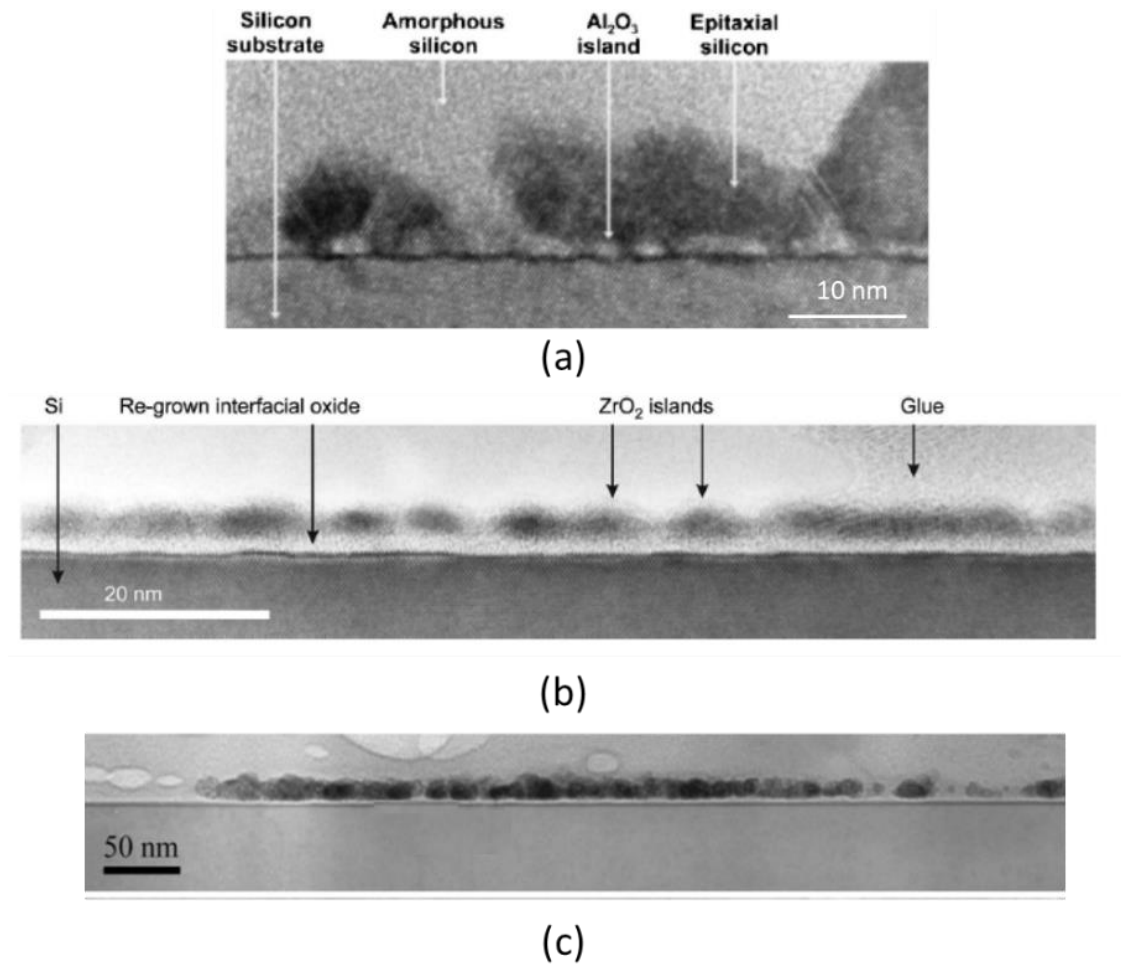 Silicon substrate
Amorphous silicon
Al₂O₃ island
Epitaxial silicon
10 nm
(a)
Si
Re-grown interfacial oxide
ZrO₂ islands
Glue
20 nm
(b)
50 nm
(c)